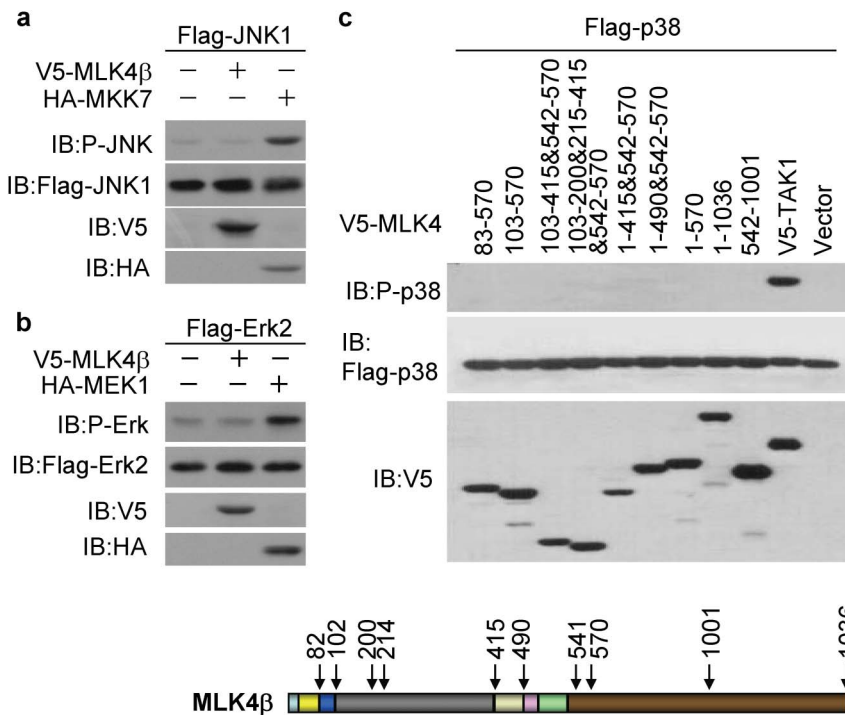 a
Flag-JNK1
V5-MLK4β − + −
HA-MKK7 − − +
IB:P-JNK
IB:Flag-JNK1
IB:V5
IB:HA
b
Flag-Erk2
V5-MLK4β − + −
HA-MEK1 − − +
IB:P-Erk
IB:Flag-Erk2
IB:V5
IB:HA
c
Flag-p38
V5-MLK4
83-570
103-570
103-415&542-570
103-200&215-415
&542-570
1-415&542-570
1-490&542-570
1-570
1-1036
542-1001
V5-TAK1
Vector
IB:P-p38
IB:
Flag-p38
IB:V5
82
102
200
214
415
490
541
570
1001
1036
MLK4β